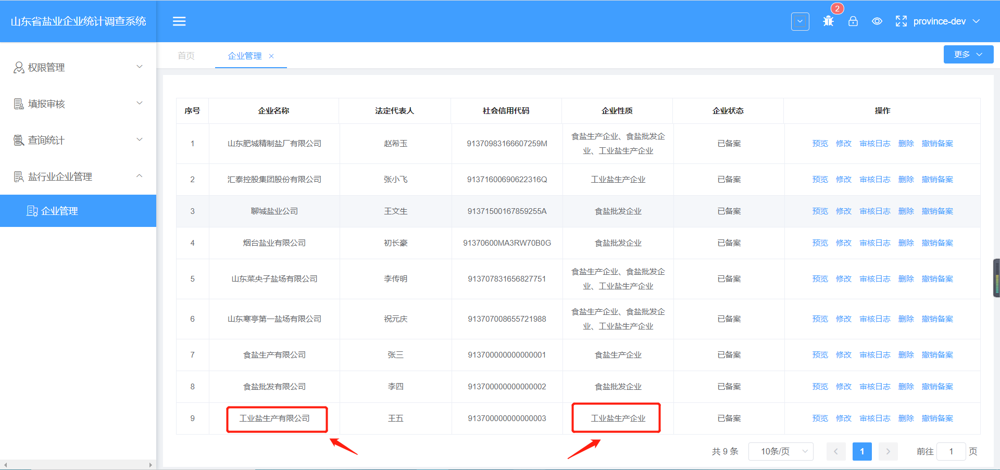 山东省盐业企业统计调查系统
2
province-dev
权限管理
填报审核
查询统计
盐行业企业管理
企业管理
首页
企业管理
更多
序号 企业名称 法定代表人 社会信用代码 企业性质 企业状态 操作
1 山东肥城精制盐厂有限公司 赵希玉 91370983166607259M 食盐生产企业、食盐批发企
业、工业盐生产企业 已备案 预览 修改 审核日志 删除 撤销备案
2 汇泰控股集团股份有限公司 张小飞 91371600690622316Q 工业盐生产企业 已备案 预览 修改 审核日志 删除 撤销备案
3 聊城盐业公司 王文生 91371500167859255A 食盐批发企业 已备案 预览 修改 审核日志 删除 撤销备案
4 烟台盐业有限公司 初长豪 91370600MA3RW70B0G 食盐批发企业 已备案 预览 修改 审核日志 删除 撤销备案
5 山东菜央子盐场有限公司 李传明 913707831656827751 食盐生产企业、食盐批发企
业、工业盐生产企业 已备案 预览 修改 审核日志 删除 撤销备案
6 山东寒亭第一盐场有限公司 祝元庆 913707008655721988 食盐生产企业、食盐批发企
业、工业盐生产企业 已备案 预览 修改 审核日志 删除 撤销备案
7 食盐生产有限公司 张三 913700000000000001 食盐生产企业 已备案 预览 修改 审核日志 删除 撤销备案
8 食盐批发有限公司 李四 913700000000000002 食盐批发企业 已备案 预览 修改 审核日志 删除 撤销备案
9 工业盐生产有限公司 王五 913700000000000003 工业盐生产企业 已备案 预览 修改 审核日志 删除 撤销备案
共 9 条 10条/页 1 前往 1 页